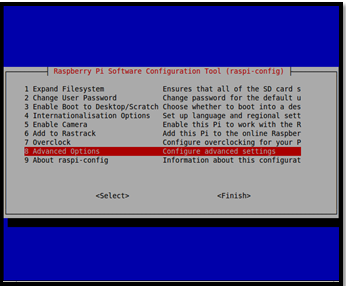 Raspberry Pi Software Configuration Tool (raspi-config)
1 Expand Filesystem Ensures that all of the SD card s
2 Change User Password Change password for the default u
3 Enable Boot to Desktop/Scratch Choose whether to boot into a des
4 Internationalisation Options Set up language and regional sett
5 Enable Camera Enable this Pi to work with the R
6 Add to Rastrack Add this Pi to the online Raspber
7 Overclock Configure overclocking for your P
8 Advanced Options Configure advanced settings
9 About raspi-config Information about this configurat
<Select> <Finish>